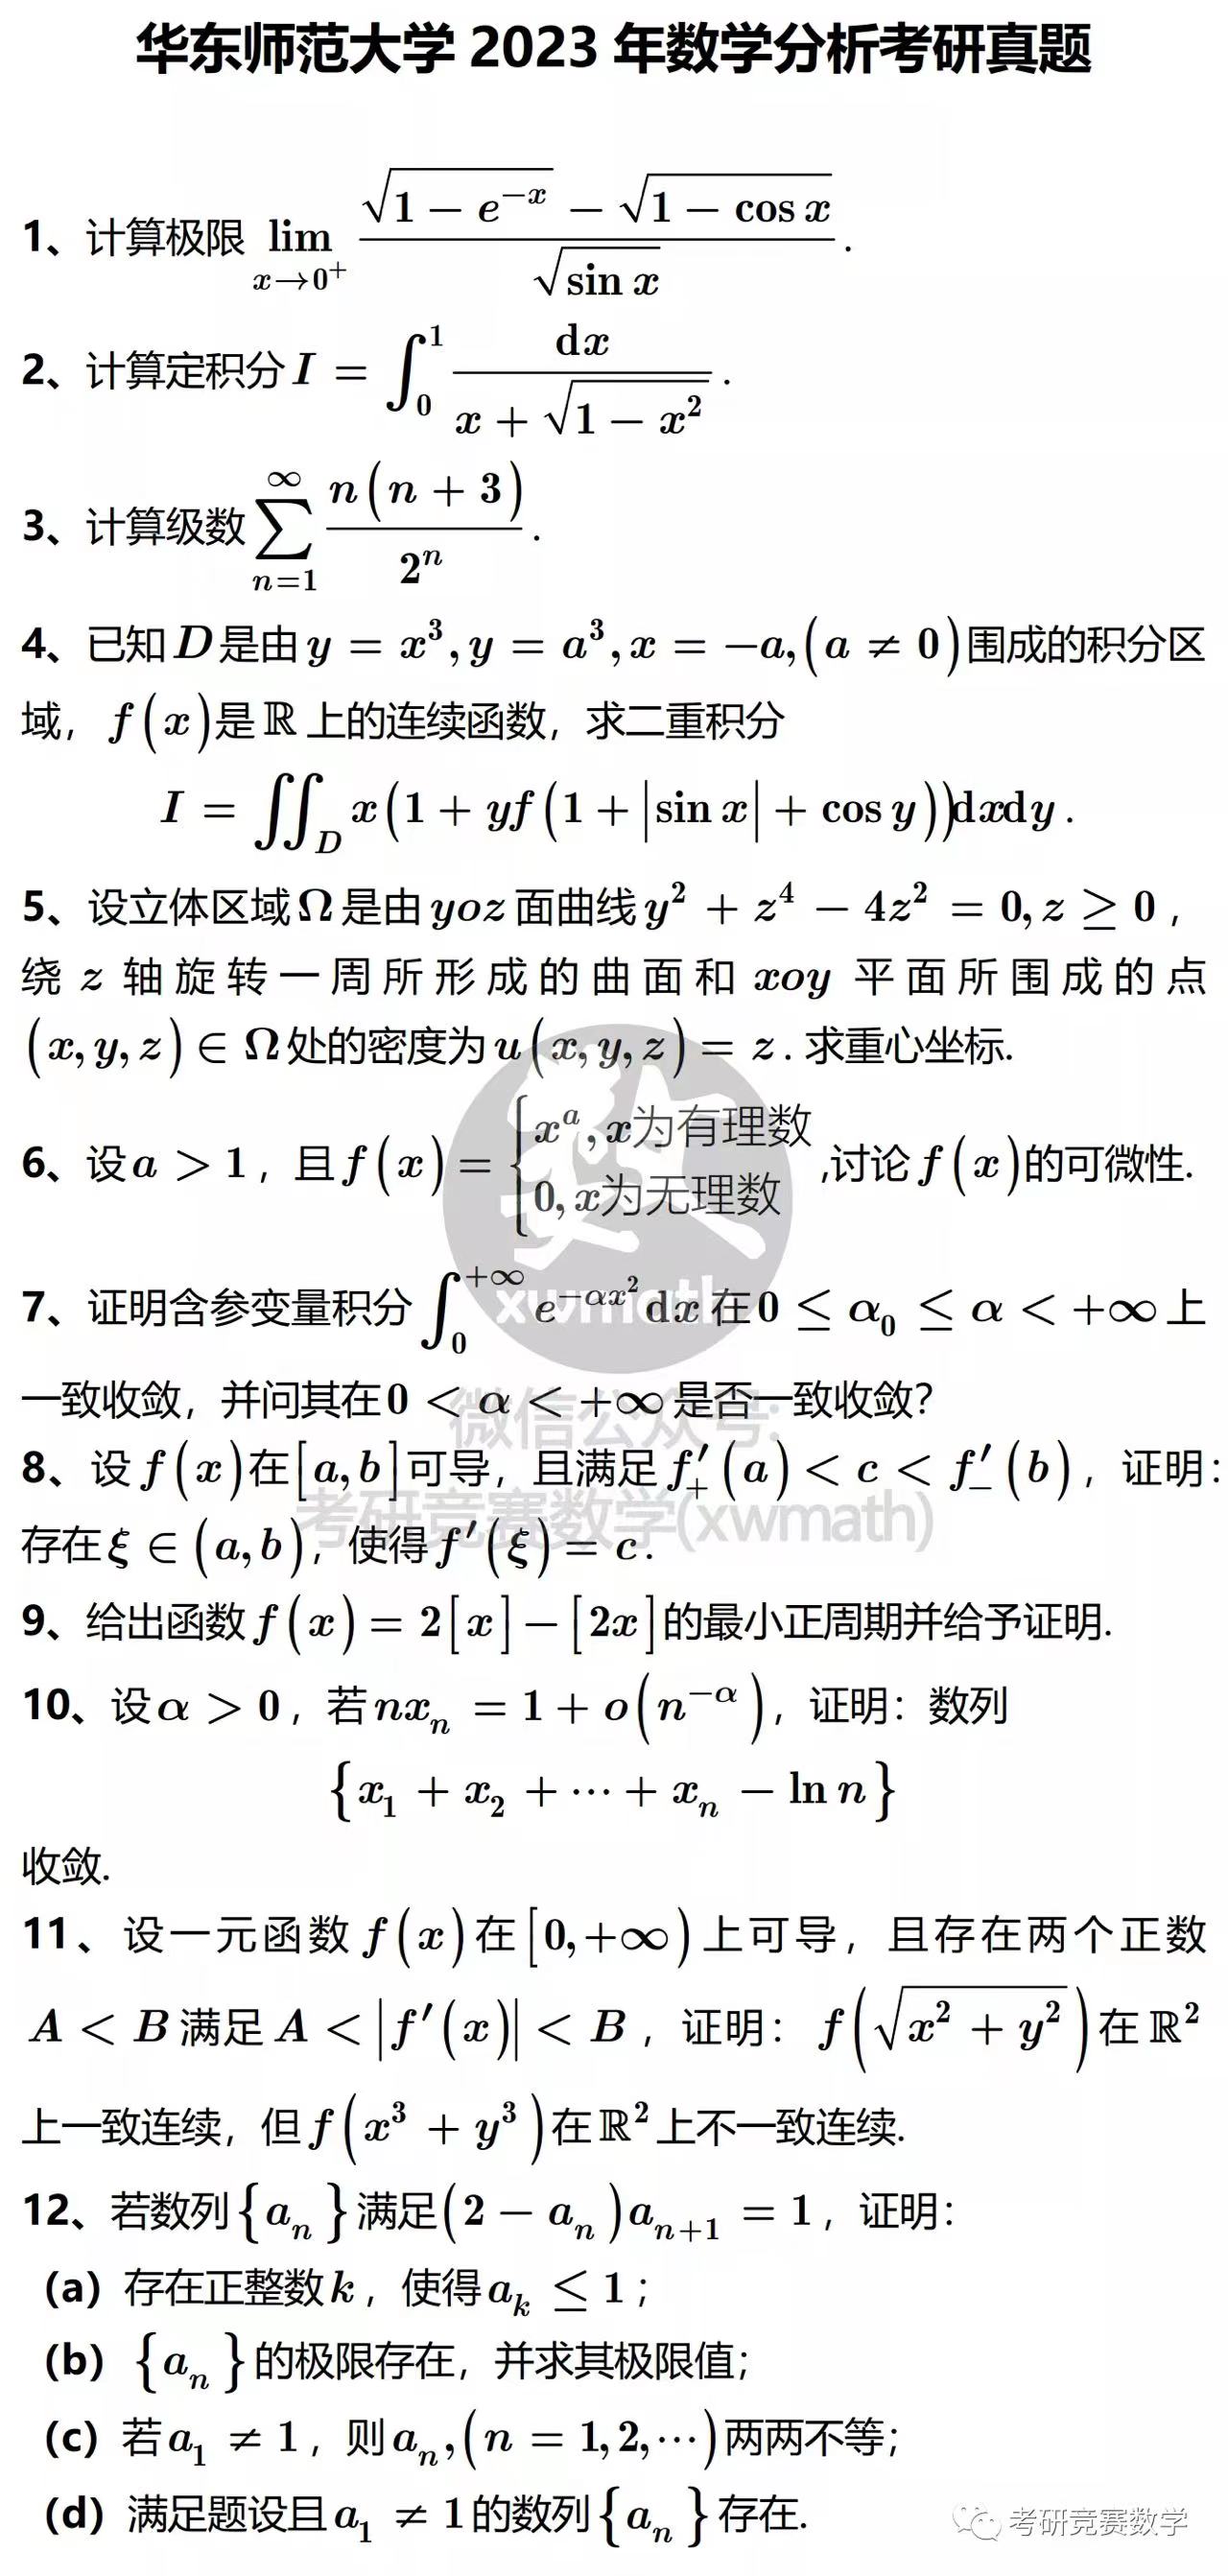 华东师范大学 2023 年数学分析考研真题
1、计算极限 $\lim\limits_{x\to 0^+} \dfrac{\sqrt{1-e^{-x}}-\sqrt{1-\cos x}}{\sqrt{\sin x}}$.
2、计算定积分 $I=\int_0^1 \dfrac{\mathrm{d}x}{x+\sqrt{1-x^2}}$.
3、计算级数 $\sum\limits_{n=1}^{\infty} \dfrac{n(n+3)}{2^n}$.
4、已知 $D$ 是由 $y=x^3, y=a^3, x=-a, (a\neq 0)$ 围成的积分区
域，$f(x)$是 $\mathbb{R}$ 上的连续函数，求二重积分
$I=\iint_D x(1+yf(1+|\sin x|+\cos y))\mathrm{d}x\mathrm{d}y$.
5、设立体区域 $\Omega$ 是由 $yoz$ 面曲线 $y^2+z^4-4z^2=0, z\geq 0$，
绕 $z$ 轴旋转一周所形成的曲面和 $xoy$ 平面所围成的点
$(x,y,z)\in\Omega$ 处的密度为 $u(x,y,z)=z$. 求重心坐标.
6、设 $a>1$，且 $f(x)=\begin{cases} x^a, x为有理数 \\ 0, x为无理数 \end{cases}$,讨论 $f(x)$的可微性.
7、证明含参变量积分 $\int_0^{+\infty} e^{-\alpha x^2}\mathrm{d}x$ 在 $0\leq\alpha_0\leq\alpha<+\infty$ 上
一致收敛，并问其在 $0<\alpha<+\infty$ 是否一致收敛?
8、设 $f(x)$在$[a,b]$可导，且满足 $f'_+(a)<c<f'_-(b)$，证明：
存在 $\xi\in(a,b)$，使得 $f'(\xi)=c$.
9、给出函数 $f(x)=2[x]-[2x]$的最小正周期并给予证明.
10、设 $\alpha>0$，若 $nx_n=1+o(n^{-\alpha})$，证明：数列
$\{x_1+x_2+\cdots+x_n-\ln n\}$
收敛.
11、设一元函数 $f(x)$在$[0,+\infty)$上可导，且存在两个正数
$A<B$ 满足 $A<|f'(x)|<B$，证明：$f(\sqrt{x^2+y^2})$在 $\mathbb{R}^2$
上一致连续，但 $f(x^3+y^3)$在 $\mathbb{R}^2$ 上不一致连续.
12、若数列 $\{a_n\}$ 满足$(2-a_n)a_{n+1}=1$，证明：
（a）存在正整数 $k$，使得 $a_k\leq 1$；
（b）$\{a_n\}$ 的极限存在，并求其极限值；
（c）若 $a_1\neq 1$，则 $a_n, (n=1,2,\cdots)$ 两两不等；
（d）满足题设且 $a_1\neq 1$ 的数列 $\{a_n\}$ 存在.
数
xwmath
微信公众号:
考研竞赛数学(xwmath)
考研竞赛数学